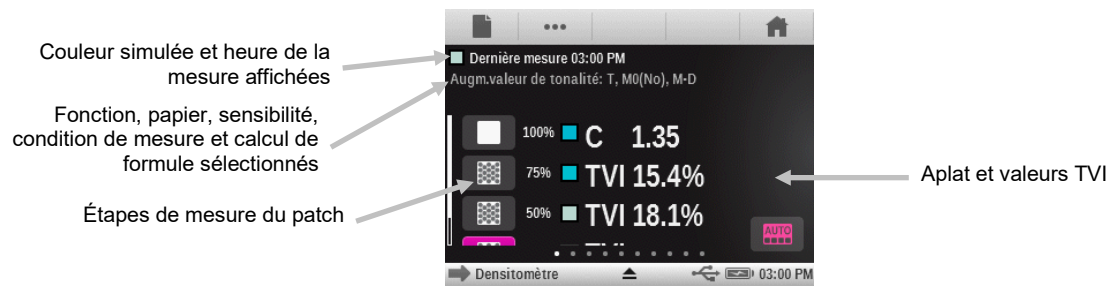 Couleur simulée et heure de la
mesure affichées
Fonction, papier, sensibilité,
condition de mesure et calcul de
formule sélectionnés
Étapes de mesure du patch
Dernière mesure 03:00 PM
Augm.valeur de tonalité: T, M0(No), M-D
100% C 1.35
75% TVI 15.4%
50% TVI 18.1%
AUTO
Densitomètre 03:00 PM
Aplat et valeurs TVI